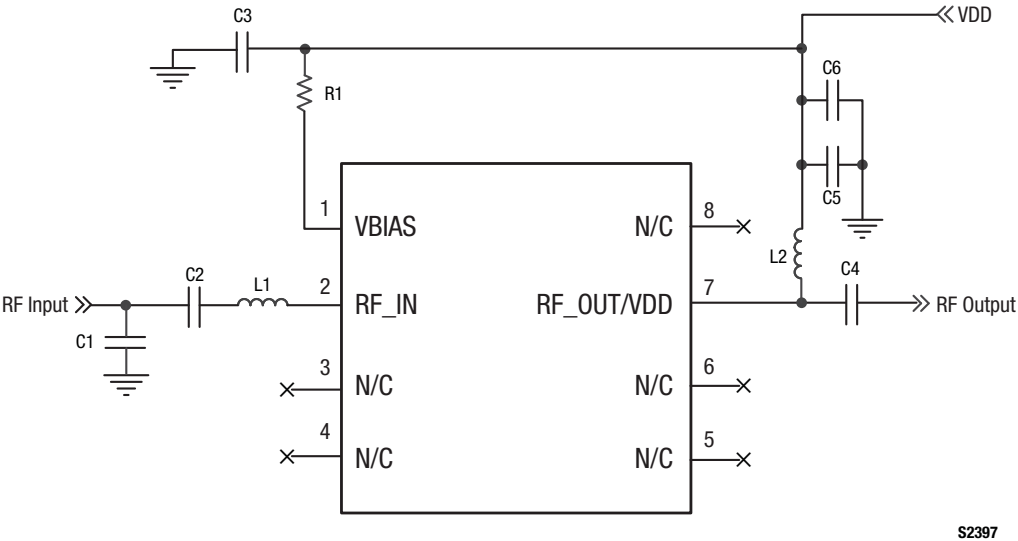 C3
VDD
C6
R1
C5
1
VBIAS
N/C
8
C2
L1
2
L2
C4
RF Input
RF_IN
RF_OUT/VDD
7
RF Output
C1
3
N/C
N/C
6
4
N/C
N/C
5
S2397